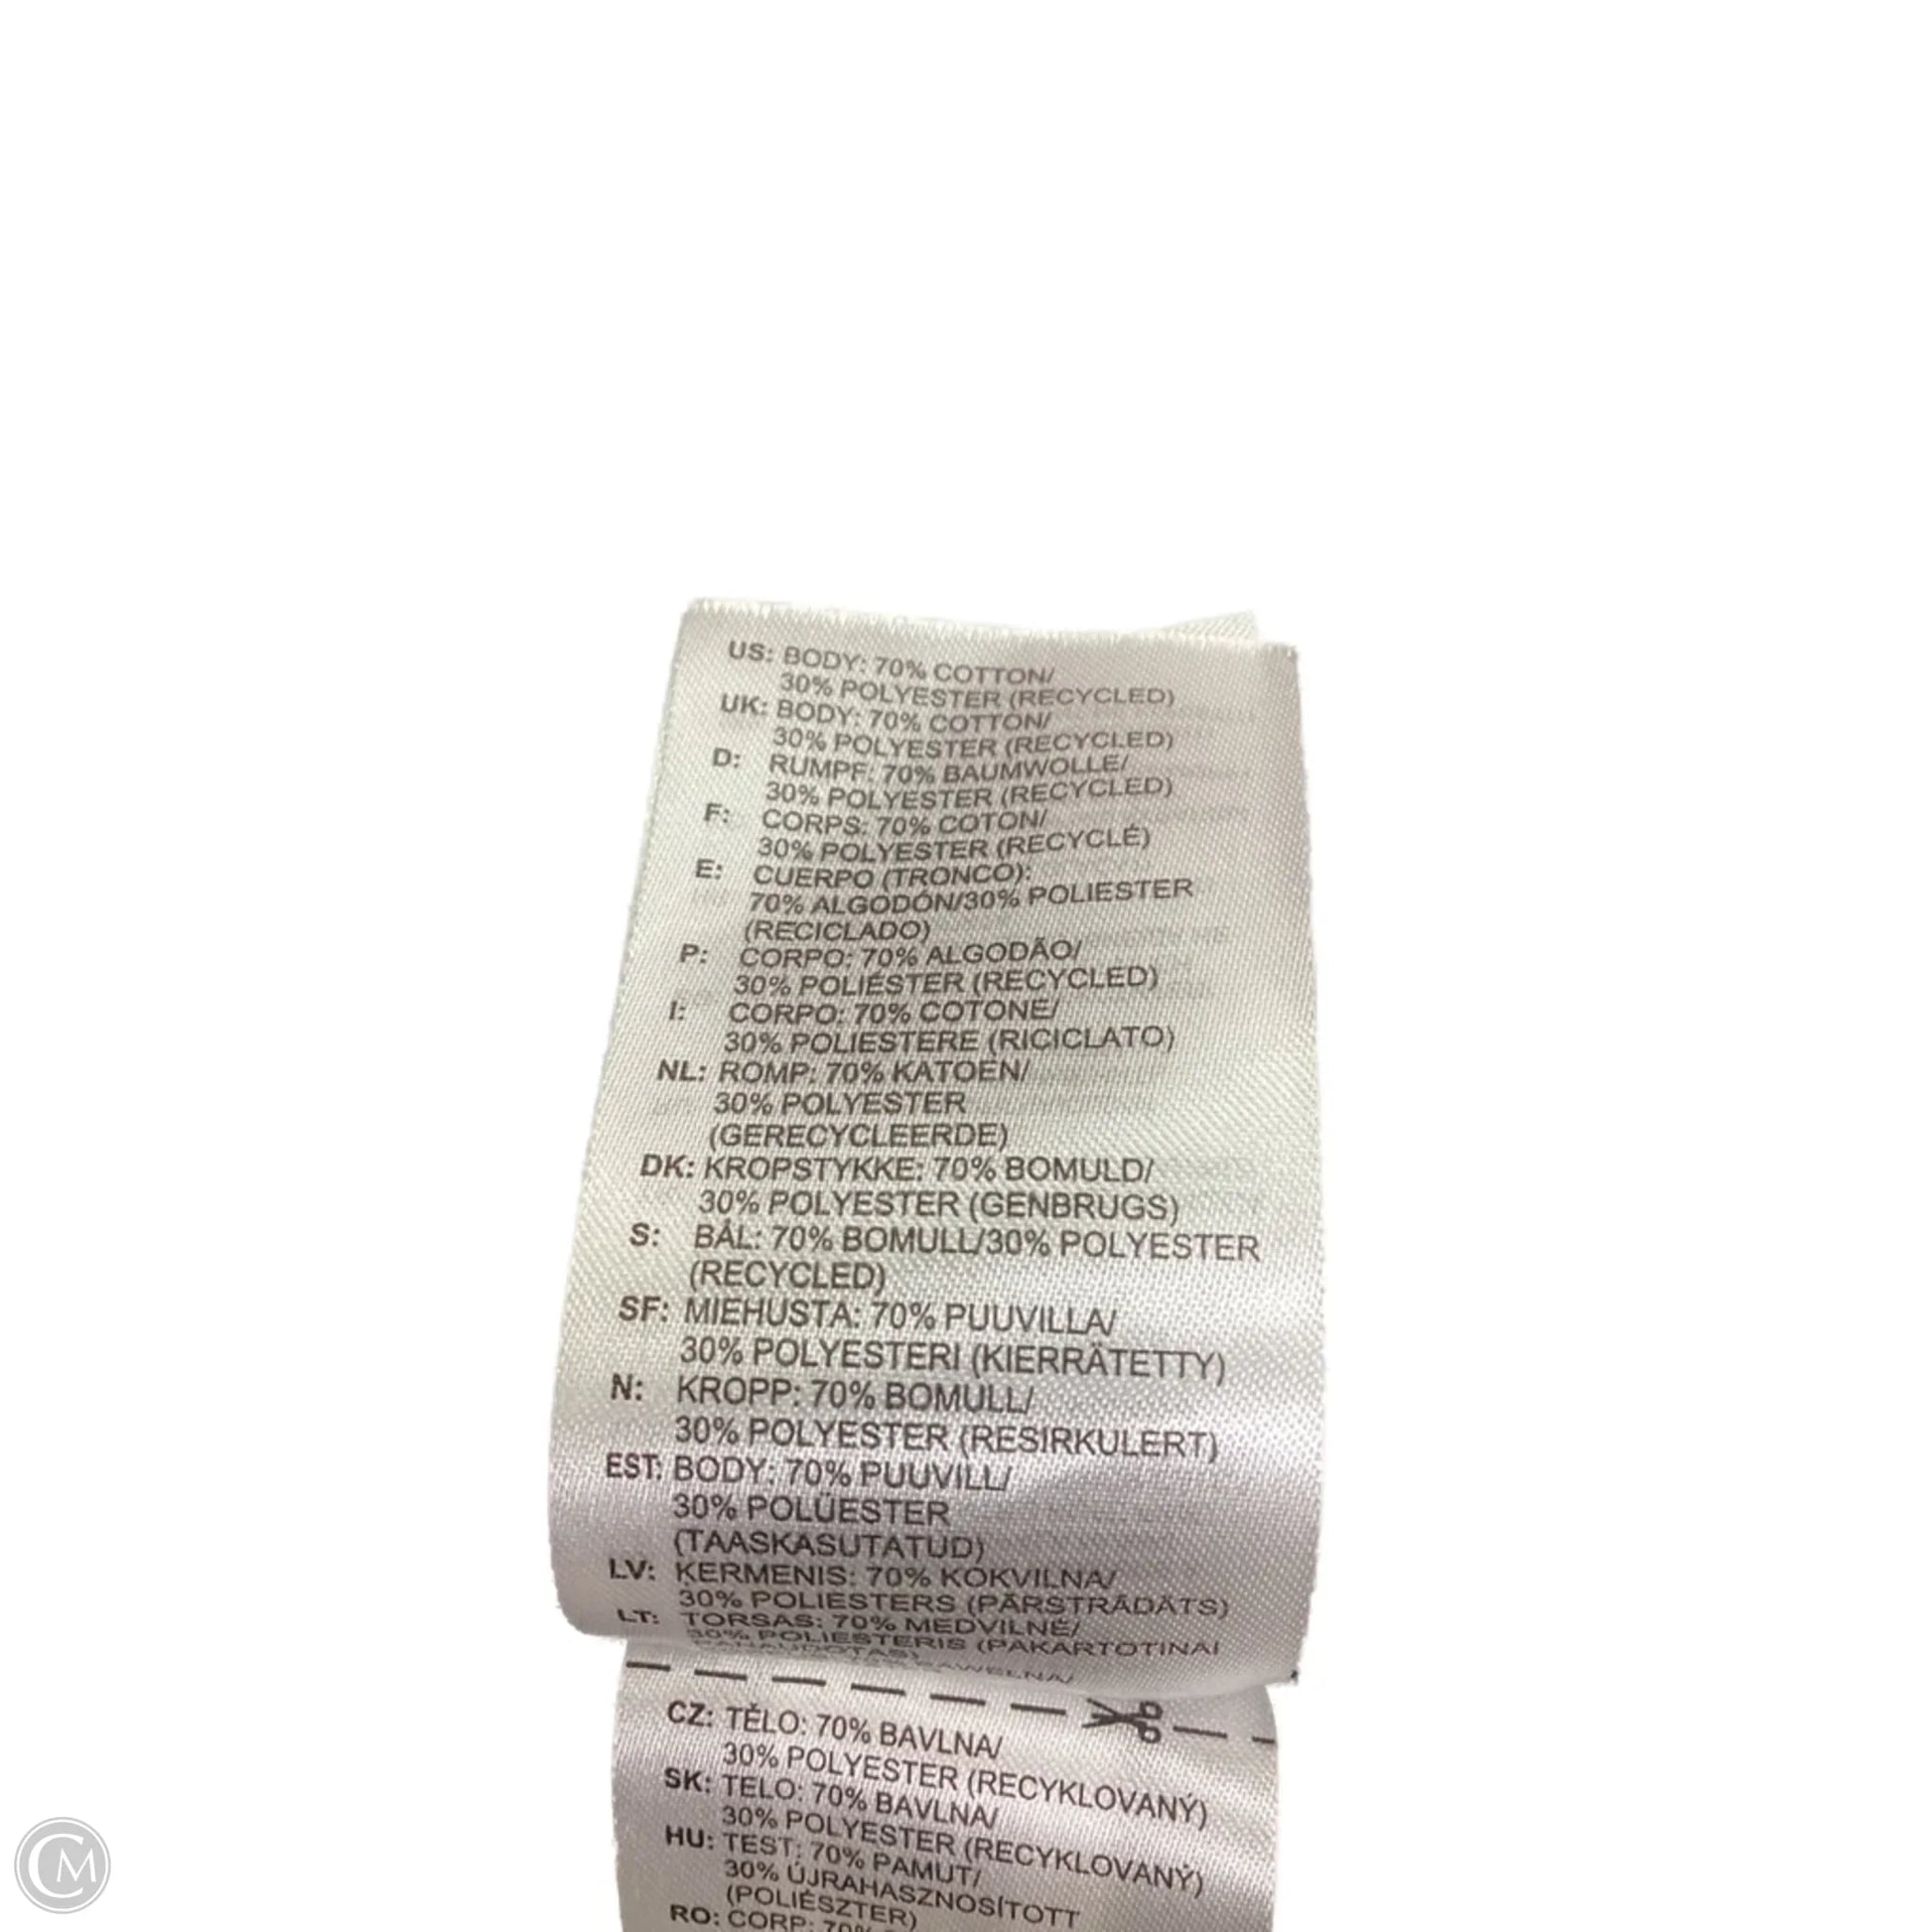 US: BODY: 70% COTTON/
30% POLYESTER (RECYCLED)
UK: BODY: 70% COTTON/
30% POLYESTER (RECYCLED)
D: RUMPF: 70% BAUMWOLLE/
30% POLYESTER (RECYCLED)
F: CORPS: 70% COTON/
30% POLYESTER (RECYCLÉ)
E: CUERPO (TRONCO):
70% ALGODÓN/30% POLIESTER
(RECICLADO)
P: CORPO: 70% ALGODÃO/
30% POLIÉSTER (RECYCLED)
I: CORPO: 70% COTONE/
30% POLIESTERE (RICICLATO)
NL: ROMP: 70% KATOEN/
30% POLYESTER
(GERECYCLEERDE)
DK: KROPSTYKKE: 70% BOMULD/
30% POLYESTER (GENBRUGS)
S: BÅL: 70% BOMULL/30% POLYESTER
(RECYCLED)
SF: MIEHUSTA: 70% PUUVILLA/
30% POLYESTERI (KIERRÄTETTY)
N: KROPP: 70% BOMULL/
30% POLYESTER (RESIRKULERT)
EST: BODY: 70% PUUVILL/
30% POLÜESTER
(TAASKASUTATUD)
LV: ĶERMENIS: 70% KOKVILNA/
30% POLIESTERS (PĀRSTRĀDĀTS)
LT: TORSAS: 70% MEDVILNĖ/
30% POLIESTERIS (PAKARTOTINAI
CZ: TĚLO: 70% BAVLNA/
30% POLYESTER (RECYKLOVANÝ)
SK: TELO: 70% BAVLNA/
30% POLYESTER (RECYKLOVANÝ)
HU: TEST: 70% PAMUT/
30% ÚJRAHASZNOSÍTOTT
(POLIÉSZTER)
RO: CORP: 70%
CM